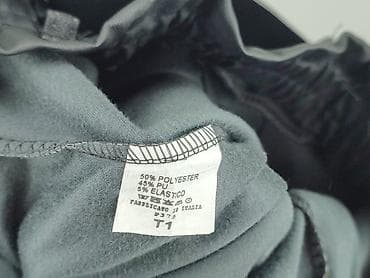 50% POLYESTER
45% PU
5% ELASTICO
FABBRICATO IN ITALIA
T1